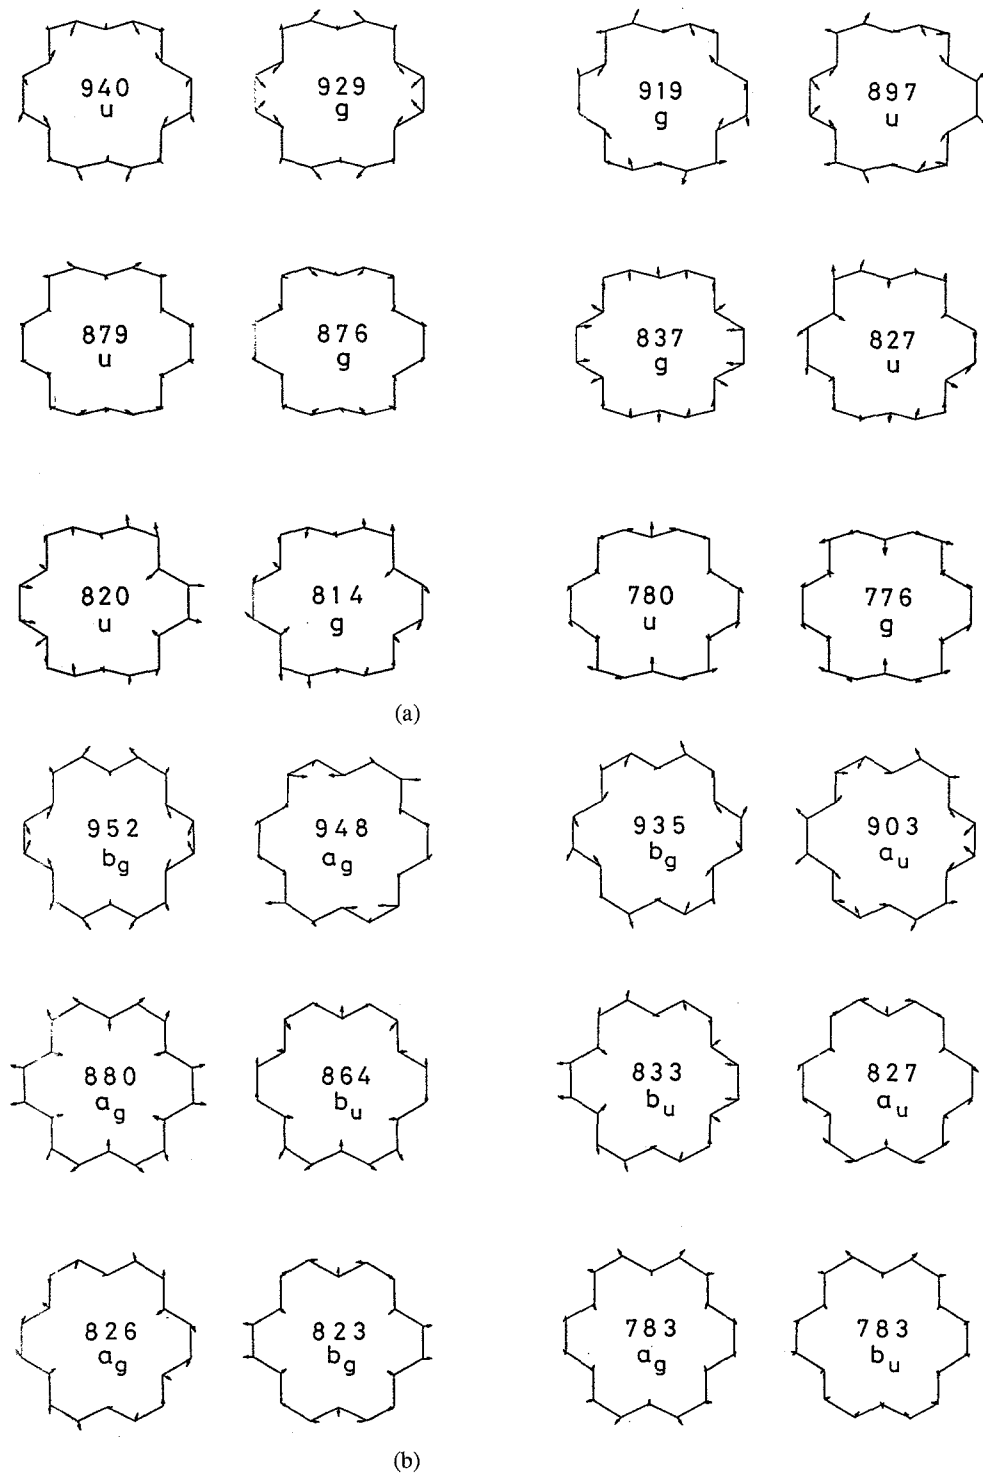 940 929 919 897
u g g u
879 876 837 827
u g g u
820 814 780 776
u g u g
(a)
952 948 935 903
bg ag bg au
880 864 833 827
ag bu bu au
826 823 783 783
ag bg ag bu
(b)